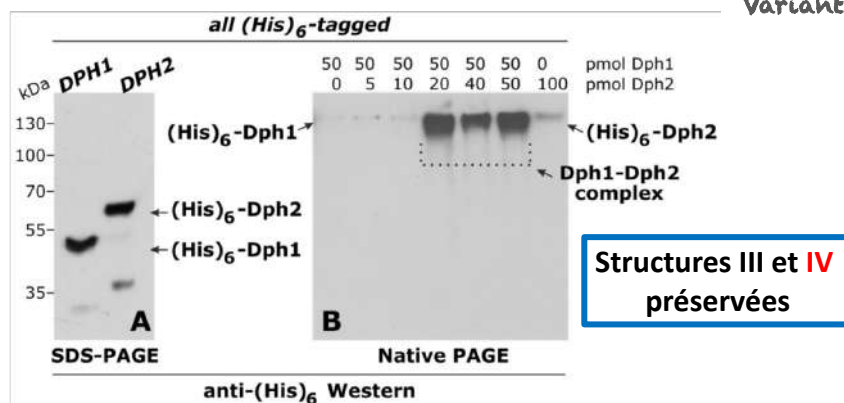 Variant
all (His)6-tagged
kDa DPH1 DPH2
50 50 50 50 50 50 0 pmol Dph1
0 5 10 20 40 50 100 pmol Dph2
130-
100-
70-
55-
35-
(His)6-Dph1
(His)6-Dph2
Dph1-Dph2
complex
(His)6-Dph2
(His)6-Dph1
A
B
Structures III et IV
préservées
SDS-PAGE
Native PAGE
anti-(His)6 Western